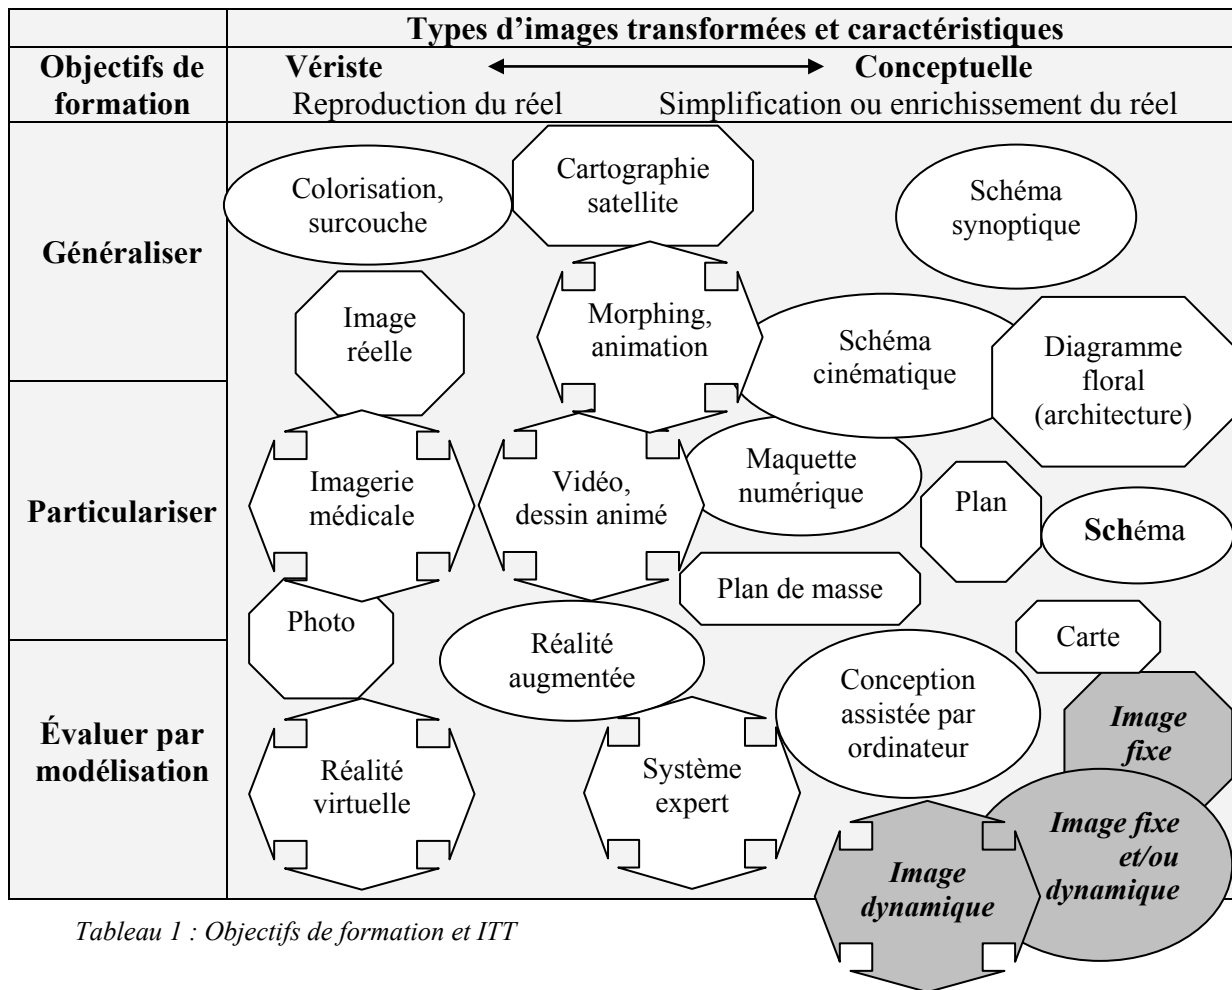 Types d’images transformées et caractéristiques
Objectifs de
formation
Vériste
Conceptuelle
Reproduction du réel
Simplification ou enrichissement du réel
Généraliser
Colorisation,
surcouche
Cartographie
satellite
Schéma
synoptique
Image
réelle
Morphing,
animation
Schéma
cinématique
Diagramme
floral
(architecture)
Particulariser
Imagerie
médicale
Vidéo,
dessin animé
Maquette
numérique
Plan
Schéma
Plan de masse
Photo
Réalité
augmentée
Carte
Évaluer par
modélisation
Réalité
virtuelle
Système
expert
Conception
assistée par
ordinateur
Image
fixe
Image fixe
et/ou
dynamique
Image
dynamique
Tableau 1 : Objectifs de formation et ITT